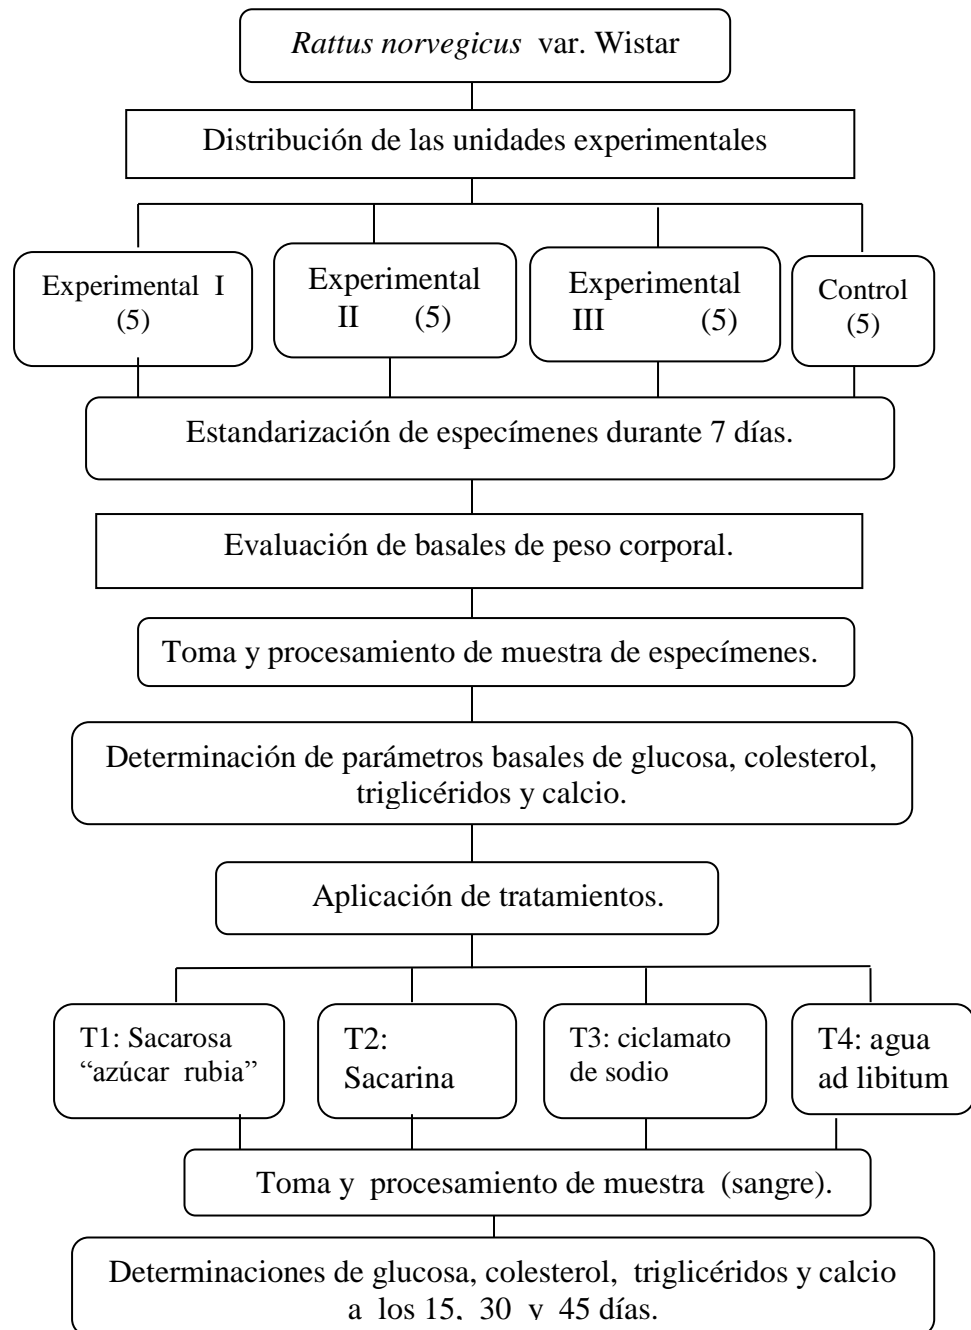 Rattus norvegicus var. Wistar
Distribución de las unidades experimentales
Experimental I
(5)
Experimental
II (5)
Experimental
III (5)
Control
(5)
Estandarización de especímenes durante 7 días.
Evaluación de basales de peso corporal.
Toma y procesamiento de muestra de especímenes.
Determinación de parámetros basales de glucosa, colesterol,
triglicéridos y calcio.
Aplicación de tratamientos.
T1: Sacarosa
“azúcar rubia”
T2:
Sacarina
T3: ciclamato
de sodio
T4: agua
ad libitum
Toma y procesamiento de muestra (sangre).
Determinaciones de glucosa, colesterol, triglicéridos y calcio
a los 15, 30 y 45 días.